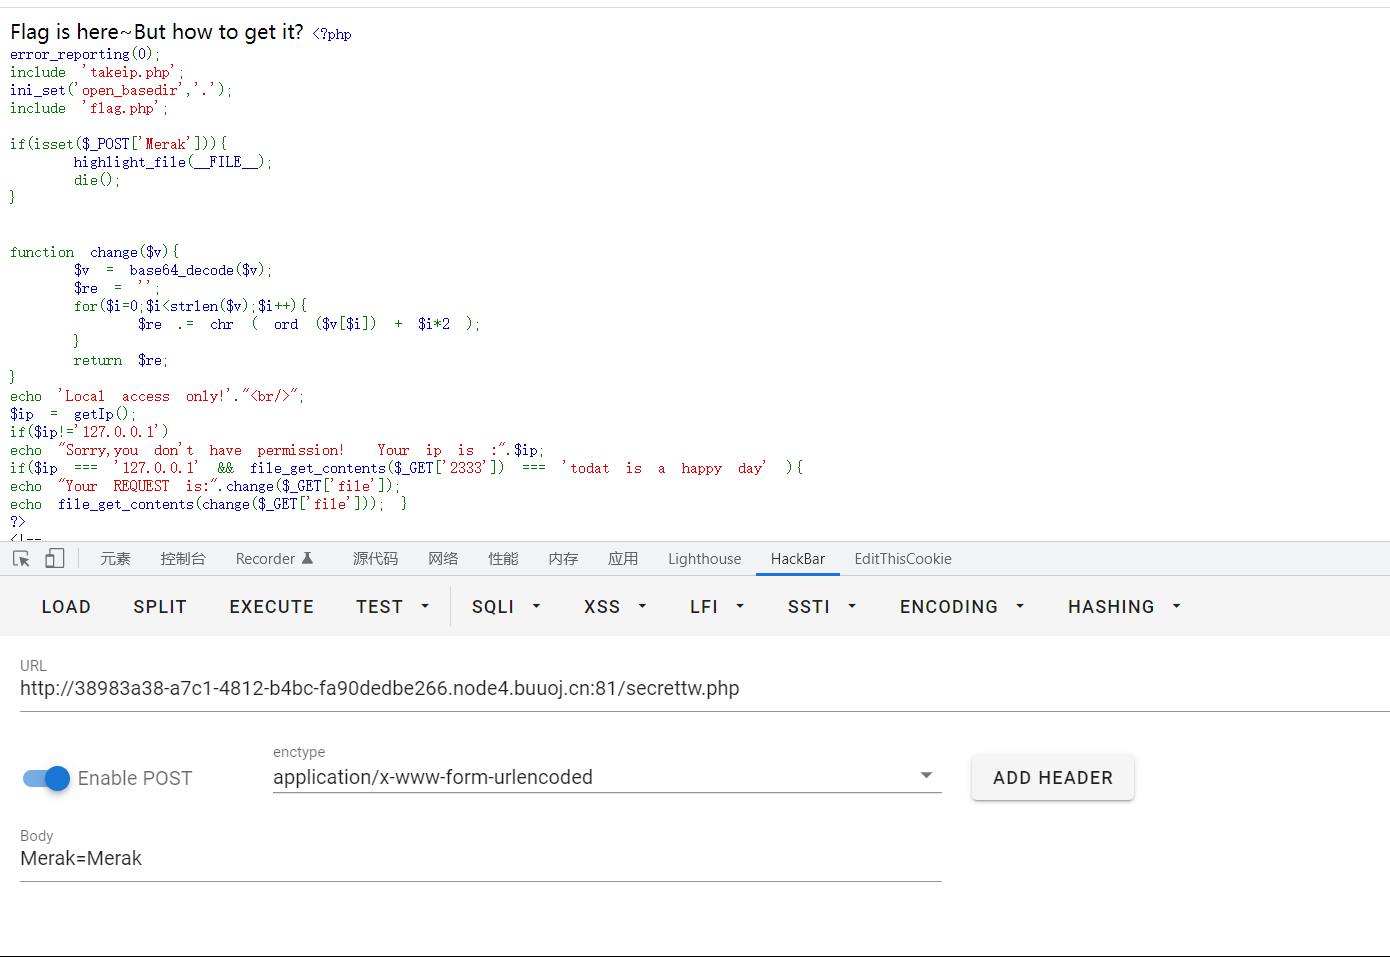 Flag is here~But how to get it? <?php
error_reporting(0);
include 'takeip.php';
ini_set('open_basedir','.');
include 'flag.php';
if(isset($_POST['Merak'])){
highlight_file(__FILE__);
die();
}
function change($v){
$v = base64_decode($v);
$re = '';
for($i=0;$i<strlen($v);$i++){
$re .= chr ( ord ($v[$i]) + $i*2 );
}
return $re;
}
echo 'Local access only!'."<br/>";
$ip = getIp();
if($ip!='127.0.0.1')
echo "Sorry,you don't have permission! Your ip is :".$ip;
if($ip === '127.0.0.1' && file_get_contents($_GET['2333']) === 'todat is a happy day' ){
echo "Your REQUEST is:".change($_GET['file']);
echo file_get_contents(change($_GET['file'])); }
?>
<!--
元素 控制台 Recorder 源代码 网络 性能 内存 应用 Lighthouse HackBar EditThisCookie
LOAD SPLIT EXECUTE TEST SQLI XSS LFI SSTI ENCODING HASHING
URL
http://38983a38-a7c1-4812-b4bc-fa90dedbe266.node4.buuoj.cn:81/secrettw.php
enctype
Enable POST application/x-www-form-urlencoded ADD HEADER
Body
Merak=Merak